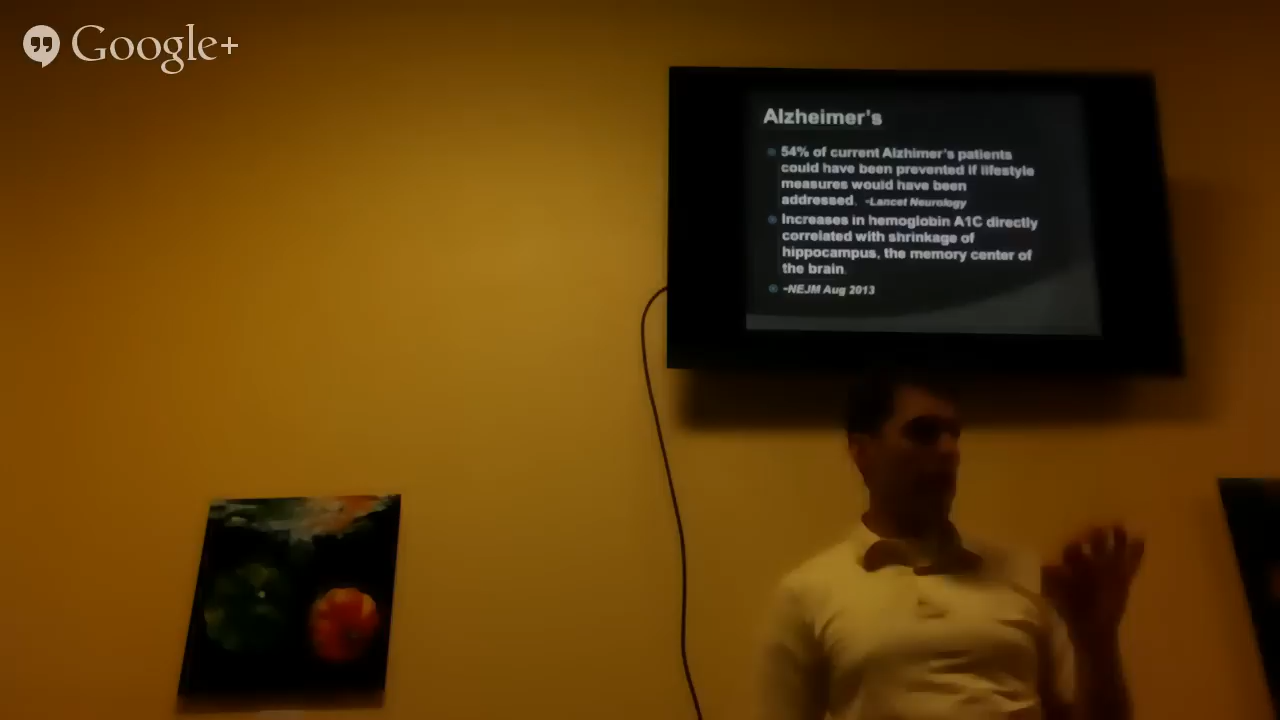 Google+
Alzheimer's
54% of current Alzhimer's patients
could have been prevented if lifestyle
measures would have been
addressed. -Lancet Neurology
Increases in hemoglobin A1C directly
correlated with shrinkage of
hippocampus, the memory center of
the brain.
-NEJM Aug 2013